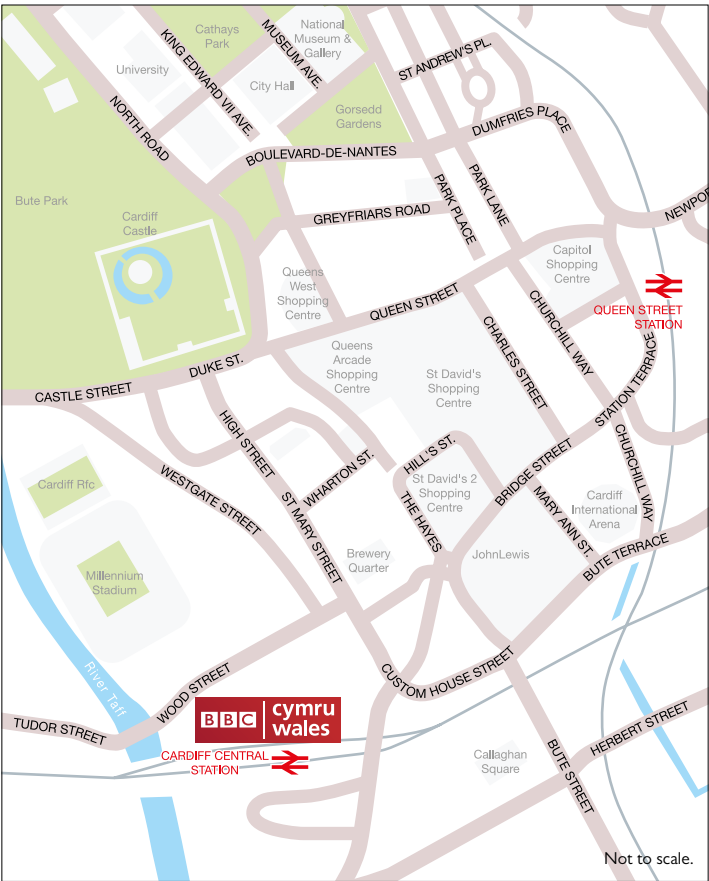 Cathays
Park
National
Museum &
Gallery
KING EDWARD VII AVE.
MUSEUM AVE.
University
City Hall
ST ANDREW'S PL.
NORTH ROAD
Gorsedd
Gardens
DUMFRIES PLACE
BOULEVARD-DE-NANTES
Bute Park
PARK PLACE
PARK LANE
NEWPOR
Cardiff
Castle
GREYFRIARS ROAD
Capitol
Shopping
Centre
Queens
West
Shopping
Centre
QUEEN STREET
QUEEN STREET
STATION
CHURCHILL WAY
CHARLES STREET
Queens
Arcade
Shopping
Centre
DUKE ST.
CASTLE STREET
St David's
Shopping
Centre
STATION TERRACE
HIGH STREET
HILL'S ST.
WHARTON ST.
BRIDGE STREET
CHURCHILL WAY
WESTGATE STREET
Cardiff Rfc
ST MARY STREET
THE HAYES
St David's 2
Shopping
Centre
MARY ANN ST.
Cardiff
International
Arena
Brewery
Quarter
JohnLewis
BUTE TERRACE
Millennium
Stadium
River Taff
WOOD STREET
CUSTOM HOUSE STREET
TUDOR STREET
BBC cymru
wales
CARDIFF CENTRAL
STATION
Callaghan
Square
BUTE STREET
HERBERT STREET
Not to scale.